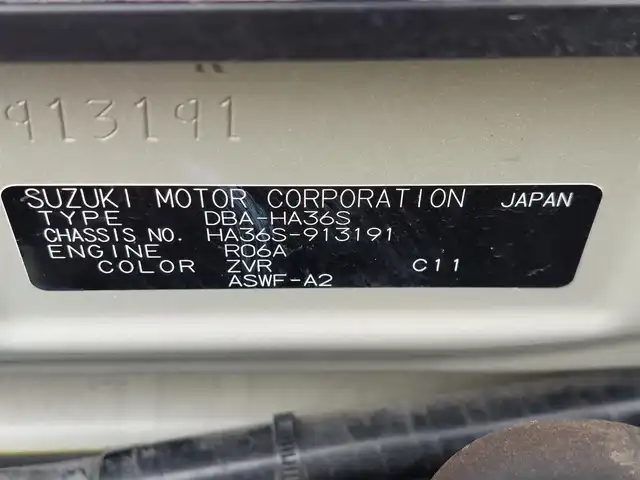 913191
SUZUKI MOTOR CORPORATION JAPAN
TYPE DBA-HA36S
CHASSIS NO. HA36S-913191
ENGINE R06A
COLOR ZVR C11
ASWF-A2